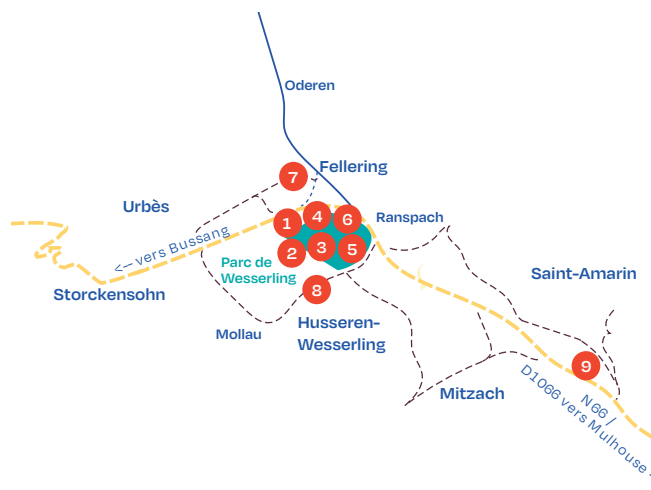 Oderen
Fellering
7
Urbès
4
6
1
Ranspach
← vers Bussang
3
5
2
Parc de
Wesserling
Saint-Amarin
8
Storckensohn
Husseren-
Wesserling
Mollau
9
Mitzach
N66 /
D1066 vers Mulhouse